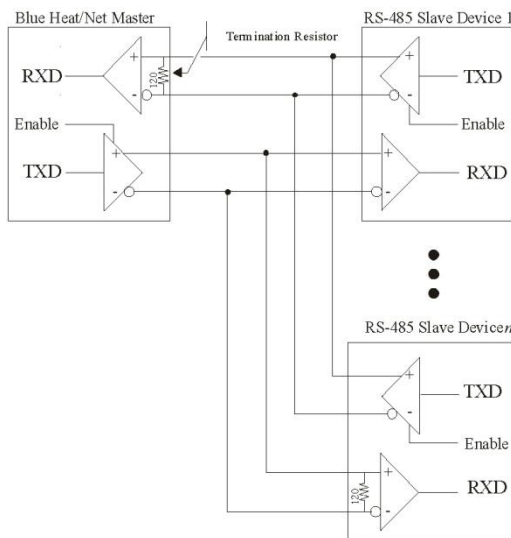 Blue Heat/Net Master
RS-485 Slave Device 1
Termination Resistor
RXD
+
-
120
+
-
TXD
Enable
Enable
TXD
+
-
+
-
RXD
RS-485 Slave Device n
+
-
TXD
Enable
120
+
-
RXD